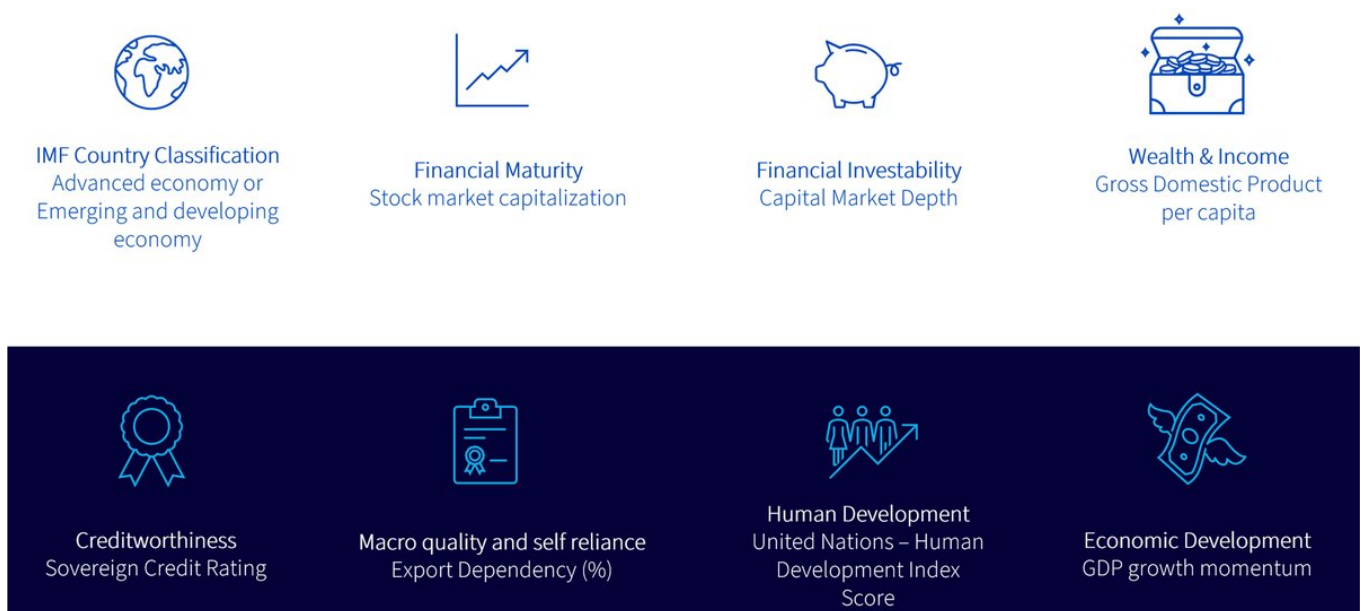 IMF Country Classification
Advanced economy or
Emerging and developing
economy
Financial Maturity
Stock market capitalization
Financial Investability
Capital Market Depth
Wealth & Income
Gross Domestic Product
per capita
Creditworthiness
Sovereign Credit Rating
Macro quality and self reliance
Export Dependency (%)
Human Development
United Nations – Human
Development Index
Score
Economic Development
GDP growth momentum